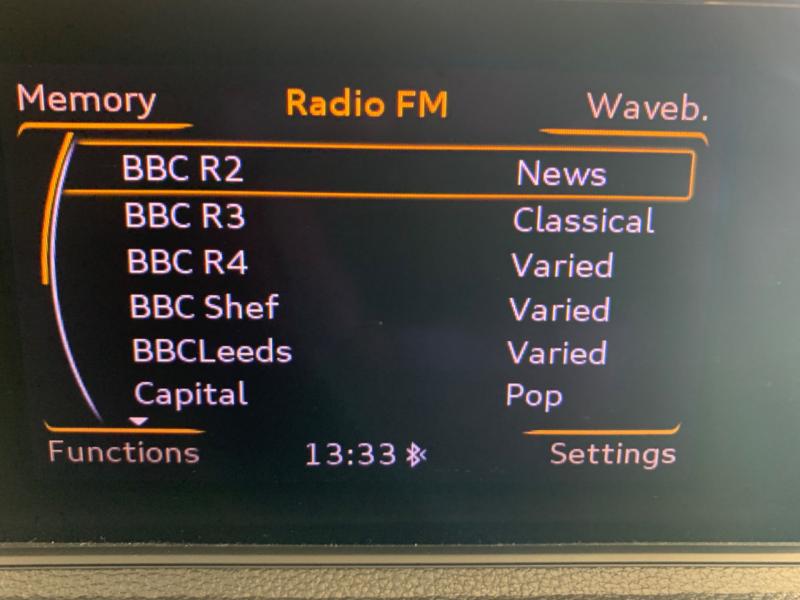 Memory Radio FM Waveb.
BBC R2 News
BBC R3 Classical
BBC R4 Varied
BBC Shef Varied
BBCLeeds Varied
Capital Pop
Functions 13:33 Settings